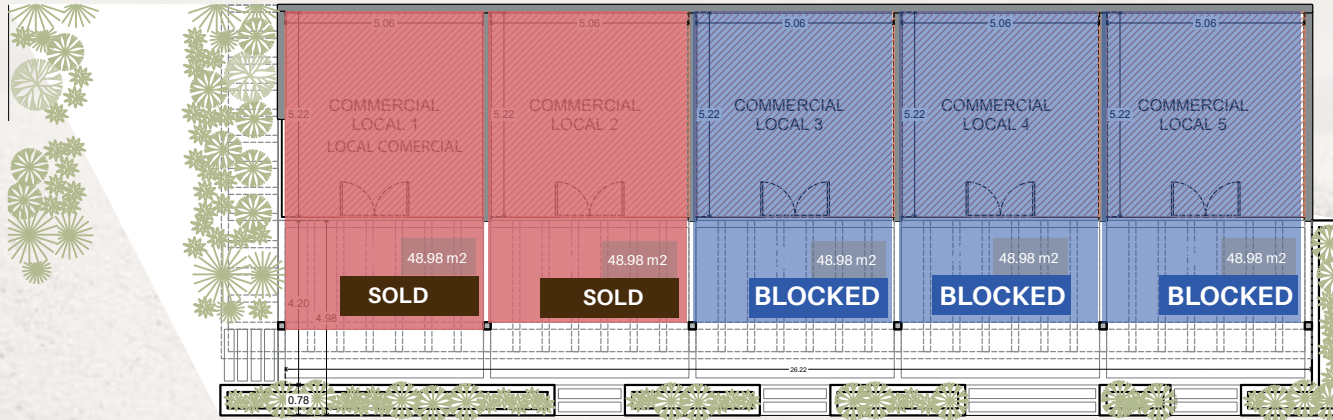 5.06 5.06 5.06 5.06 5.06
5.22 5.22 5.22 5.22 5.22
COMMERCIAL
LOCAL 1
LOCAL COMERCIAL
COMMERCIAL
LOCAL 2
COMMERCIAL
LOCAL 3
COMMERCIAL
LOCAL 4
COMMERCIAL
LOCAL 5
48.98 m2 48.98 m2 48.98 m2 48.98 m2 48.98 m2
SOLD SOLD BLOCKED BLOCKED BLOCKED
4.20
4.98
26.22
0.78